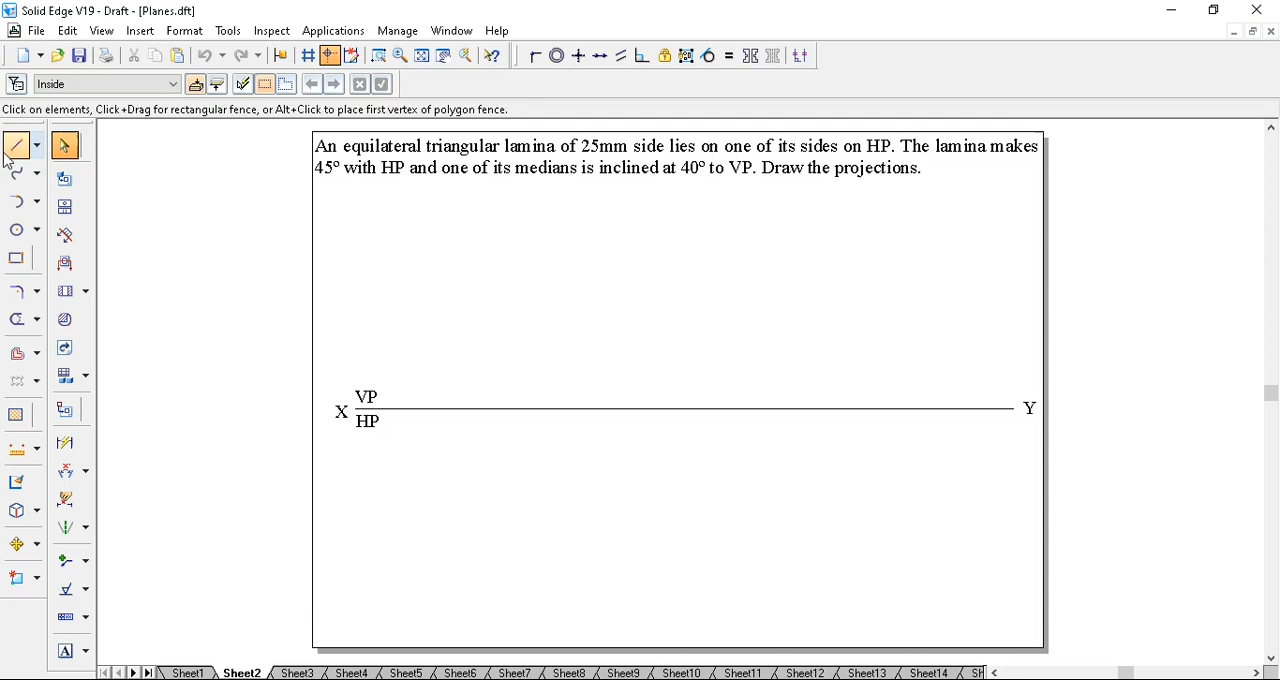 Solid Edge V19 - Draft - [Planes.dft]
File Edit View Insert Format Tools Inspect Applications Manage Window Help
Inside
Click on elements, Click+Drag for rectangular fence, or Alt+Click to place first vertex of polygon fence.
An equilateral triangular lamina of 25mm side lies on one of its sides on HP. The lamina makes
45º with HP and one of its medians is inclined at 40º to VP. Draw the projections.
VP
X Y
HP
Sheet1 Sheet2 Sheet3 Sheet4 Sheet5 Sheet6 Sheet7 Sheet8 Sheet9 Sheet10 Sheet11 Sheet12 Sheet13 Sheet14 Sh